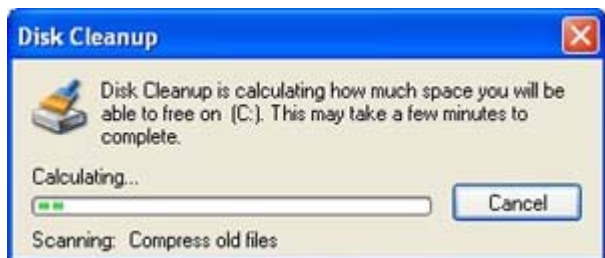 Disk Cleanup
Disk Cleanup is calculating how much space you will be
able to free on (C:). This may take a few minutes to
complete.
Calculating...
Cancel
Scanning: Compress old files